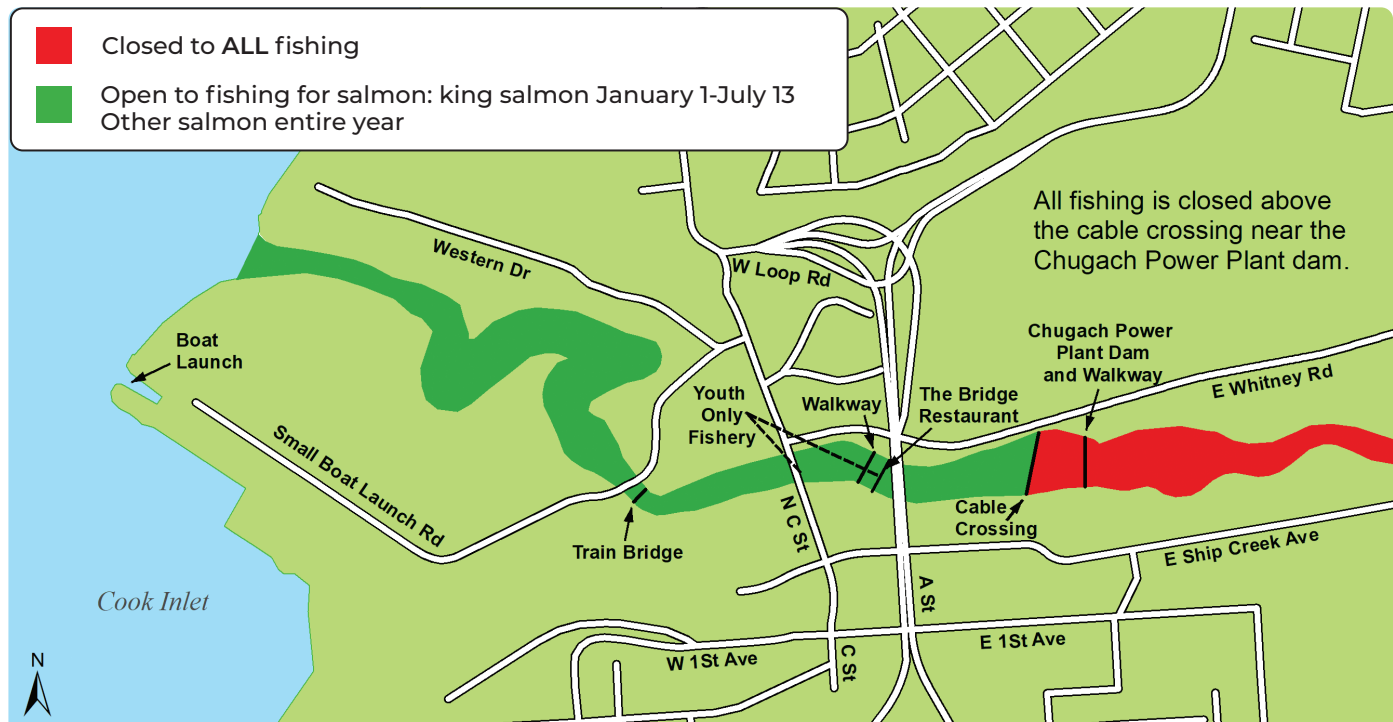 Closed to ALL fishing
Open to fishing for salmon: king salmon January 1-July 13
Other salmon entire year
All fishing is closed above
the cable crossing near the
Chugach Power Plant dam.
Western Dr
W Loop Rd
Boat
Launch
Chugach Power
Plant Dam
and Walkway
E Whitney Rd
Youth
Only
Fishery
Walkway
The Bridge
Restaurant
Small Boat Launch Rd
N C St
Cable
Crossing
Train Bridge
E Ship Creek Ave
A St
Cook Inlet
E 1St Ave
W 1St Ave
C St
N